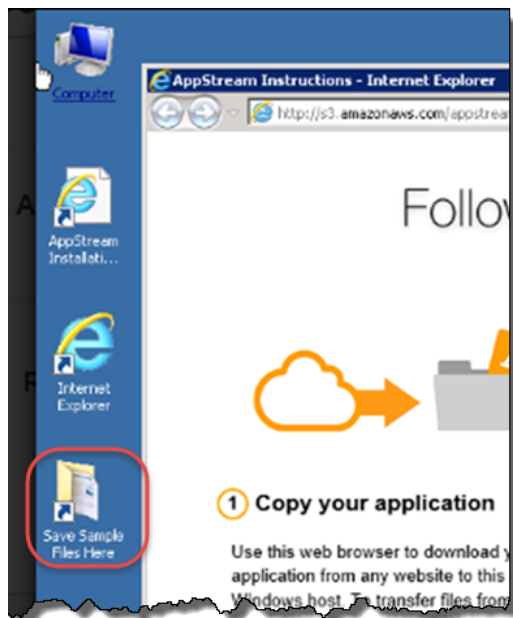 Computer
AppStream Instructions - Internet Explorer
http://s3.amazonaws.com/appstrea
AppStream
Installati...
Follow
Internet
Explorer
1 Copy your application
Save Sample
Files Here
Use this web browser to download y
application from any website to this
Windows host. To transfer files from